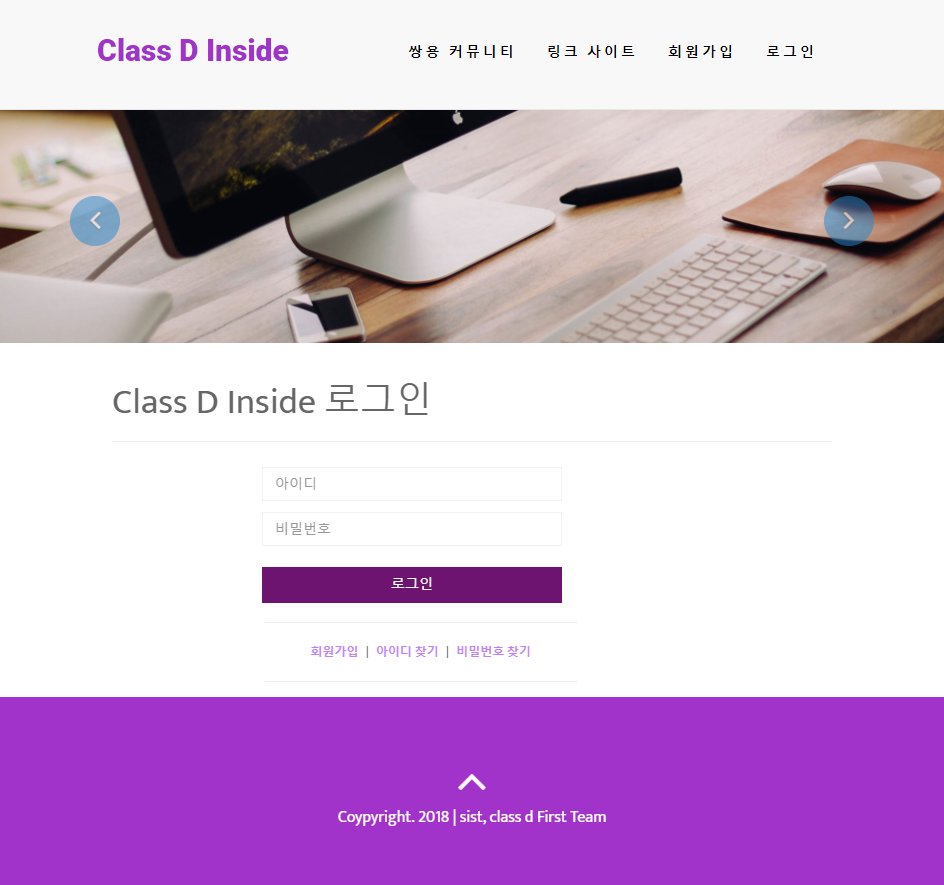 Class D Inside
쌍용 커뮤니티 링크 사이트 회원가입 로그인
Class D Inside 로그인
아이디
비밀번호
로그인
회원가입 | 아이디 찾기 | 비밀번호 찾기
Coypyright. 2018 | sist, class d First Team